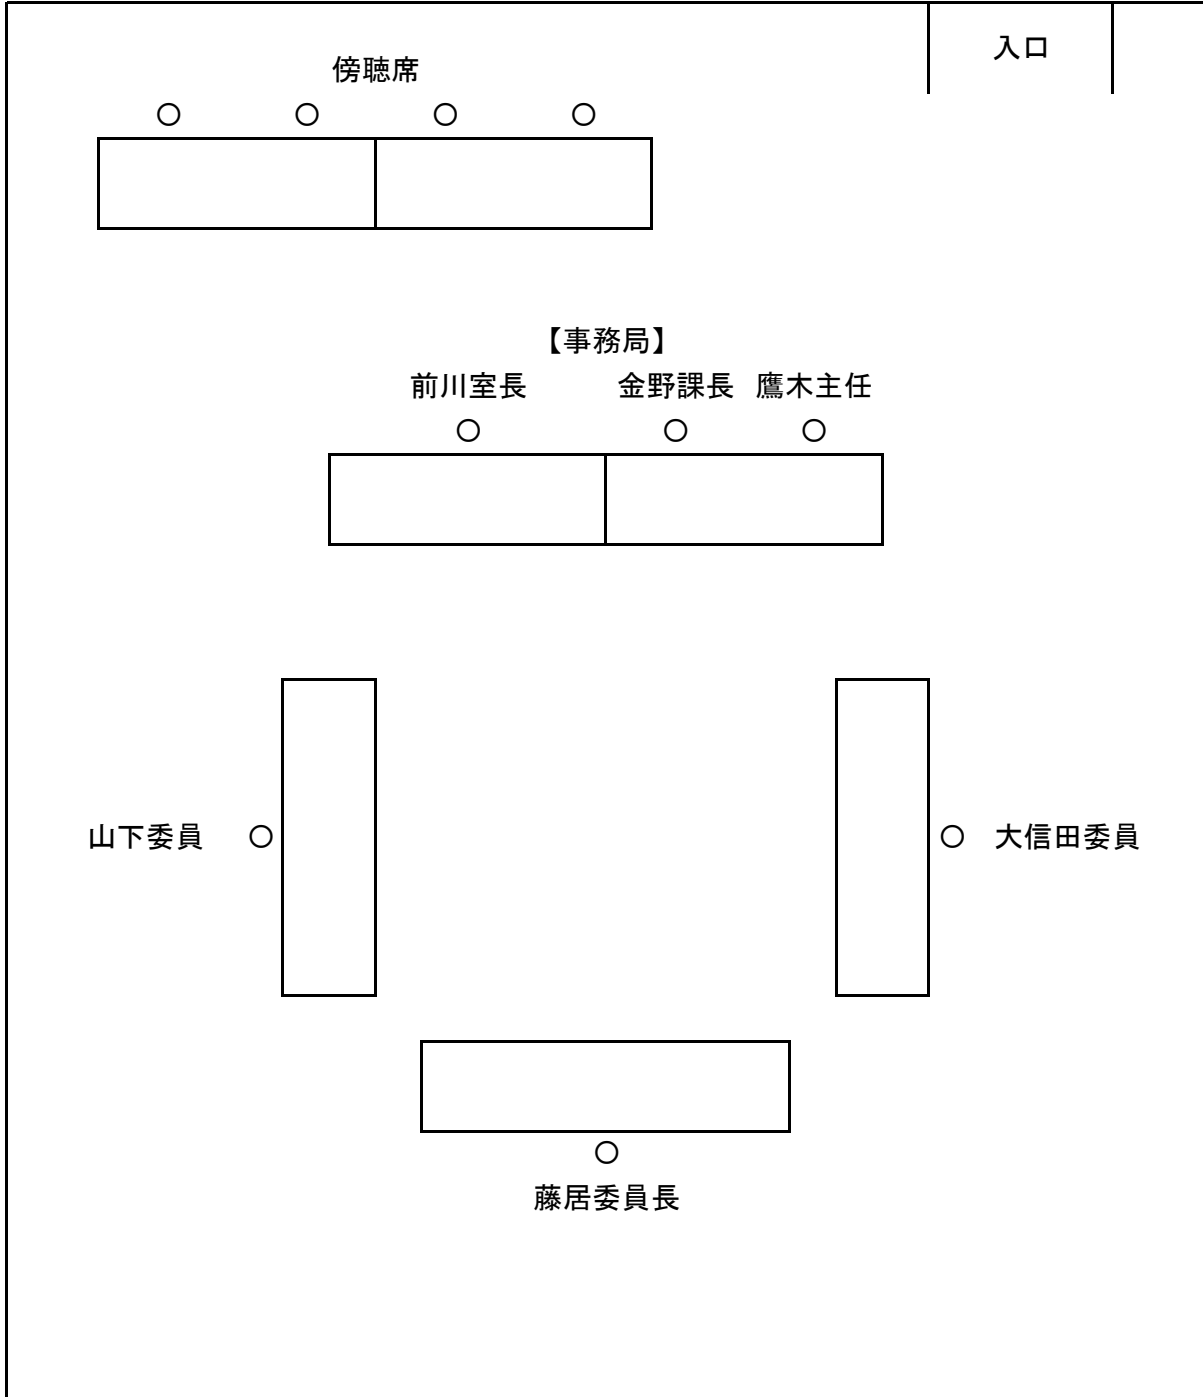 入口
傍聴席
○ ○ ○ ○
【事務局】
前川室長 金野課長 鷹木主任
○ ○ ○
山下委員 ○ ○ 大信田委員
○
藤居委員長